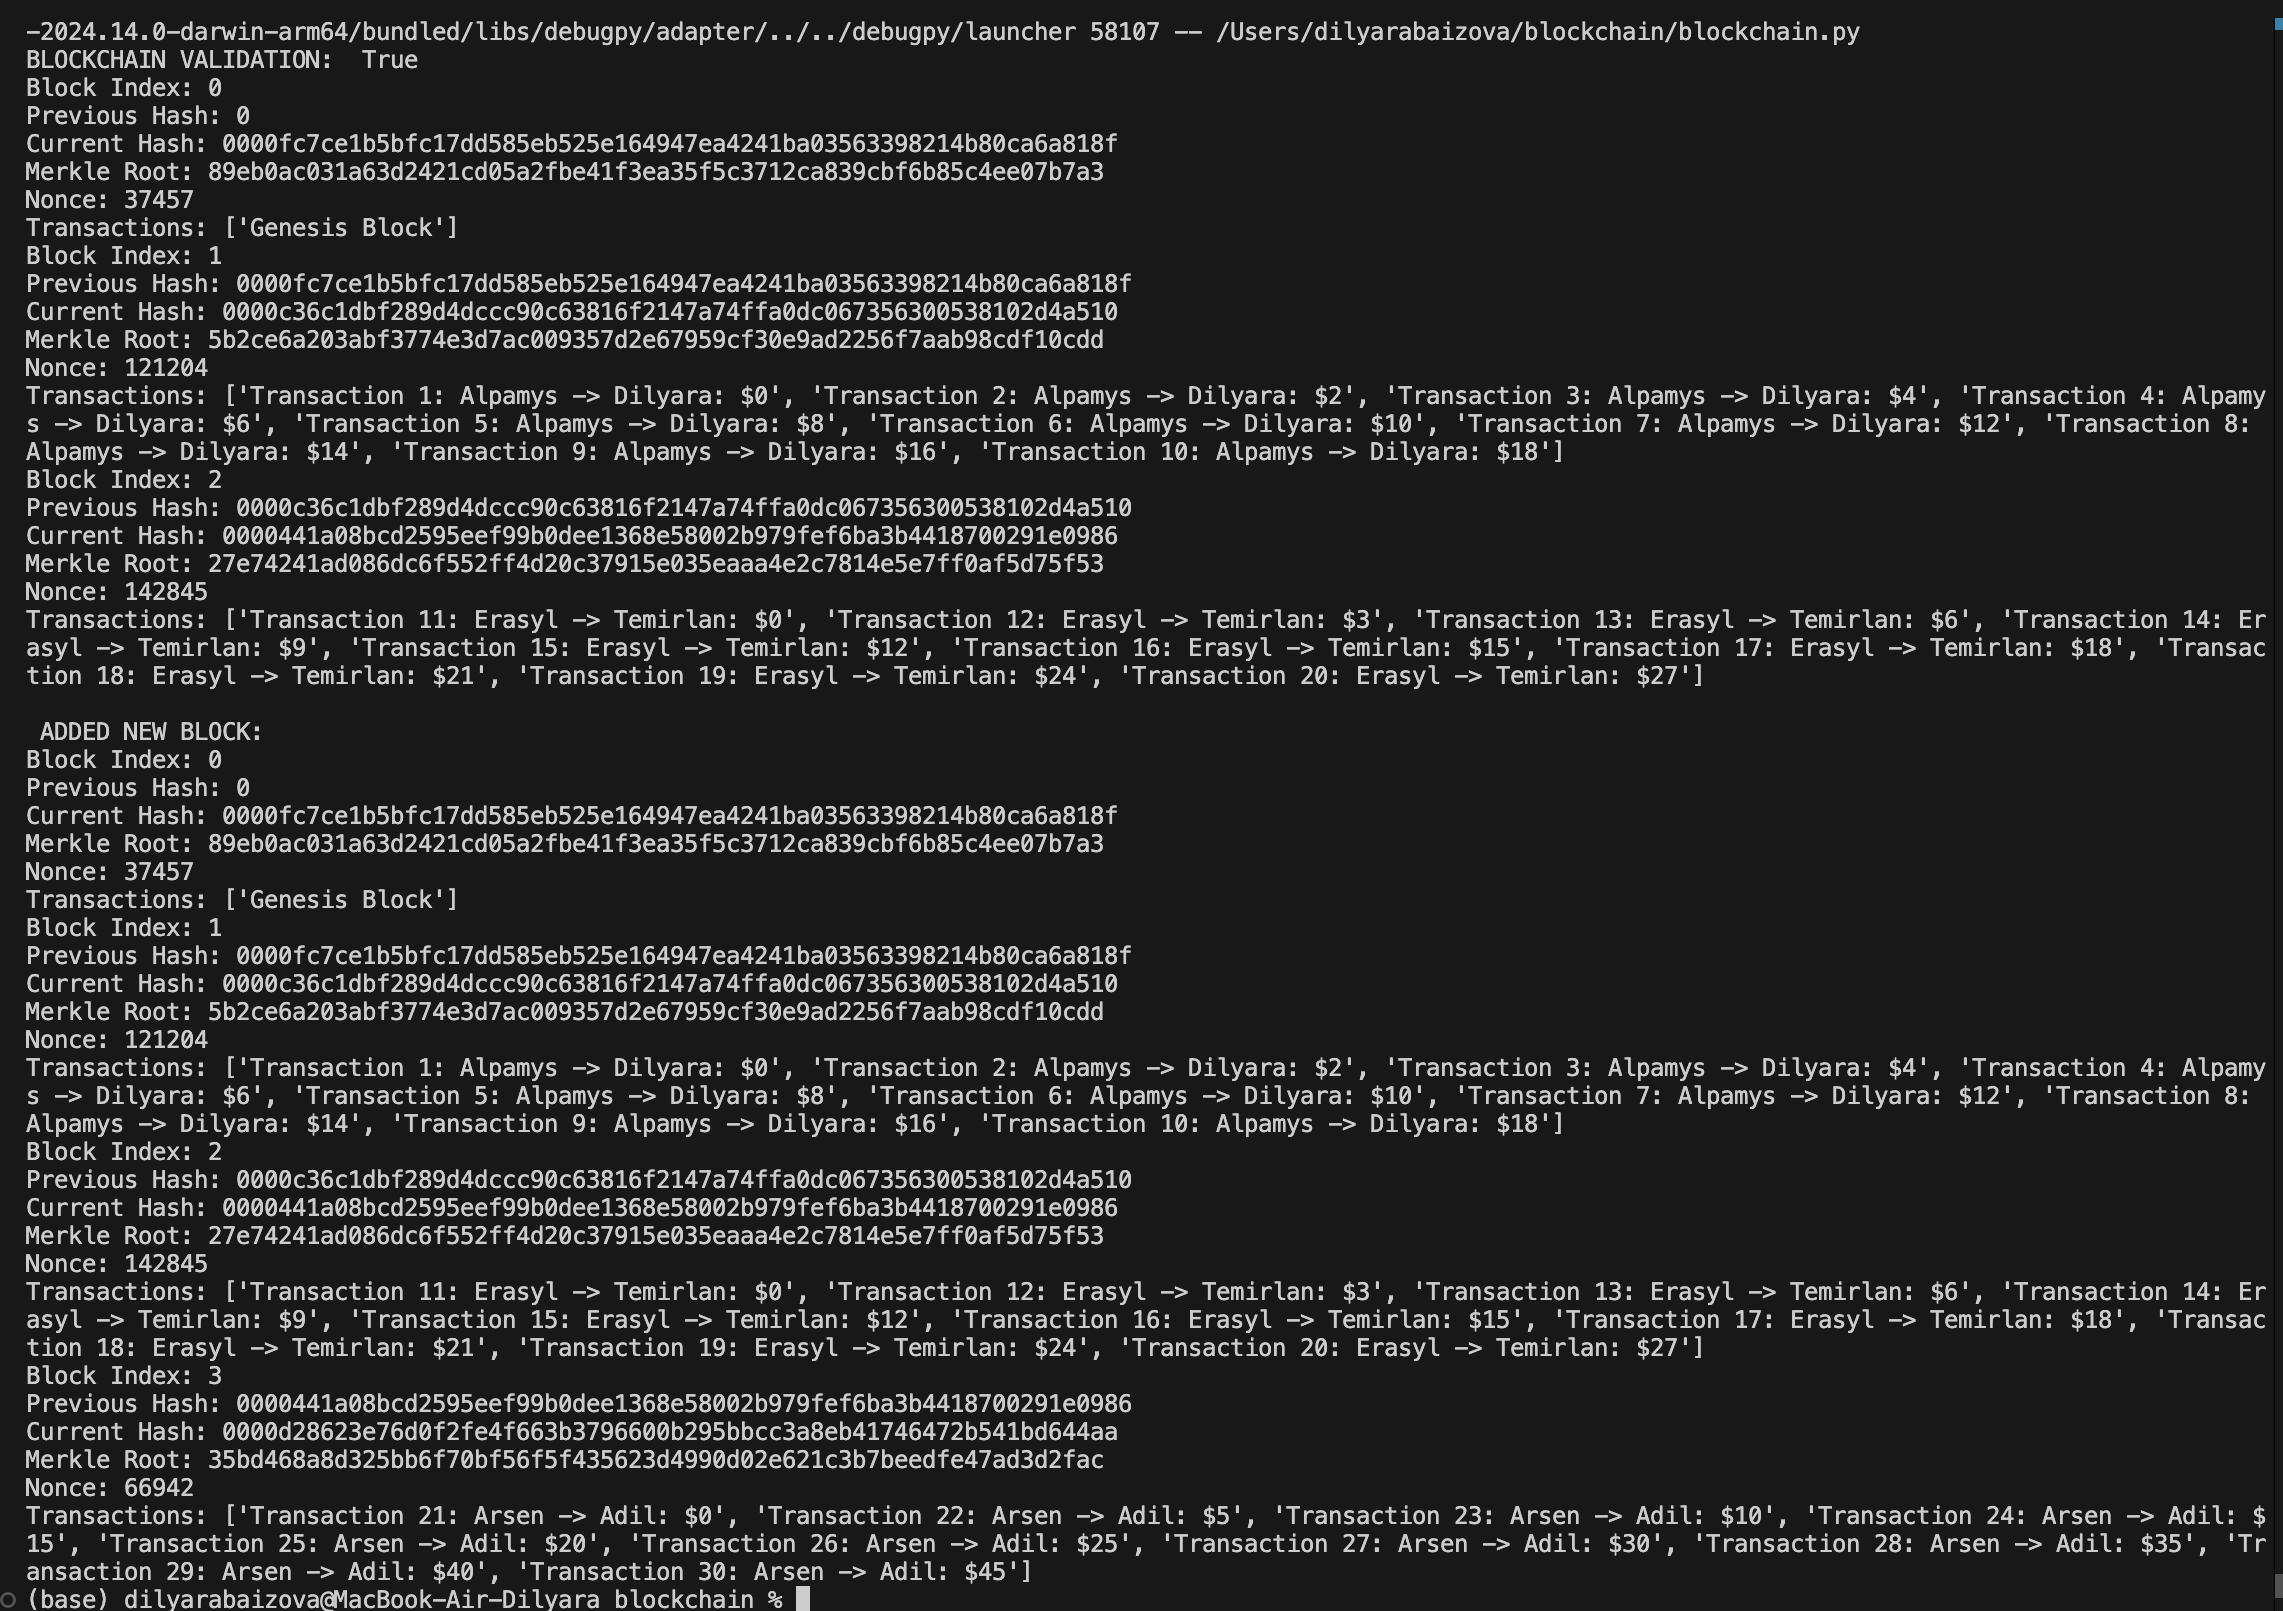 -2024.14.0-darwin-arm64/bundled/libs/debugpy/adapter/../../debugpy/launcher 58107 -- /Users/dilyarabaizova/blockchain/blockchain.py
BLOCKCHAIN VALIDATION:  True
Block Index: 0
Previous Hash: 0
Current Hash: 0000fc7ce1b5bfc17dd585eb525e164947ea4241ba03563398214b80ca6a818f
Merkle Root: 89eb0ac031a63d2421cd05a2fbe41f3ea35f5c3712ca839cbf6b85c4ee07b7a3
Nonce: 37457
Transactions: ['Genesis Block']
Block Index: 1
Previous Hash: 0000fc7ce1b5bfc17dd585eb525e164947ea4241ba03563398214b80ca6a818f
Current Hash: 0000c36c1dbf289d4dccc90c63816f2147a74ffa0dc067356300538102d4a510
Merkle Root: 5b2ce6a203abf3774e3d7ac009357d2e67959cf30e9ad2256f7aab98cdf10cdd
Nonce: 121204
Transactions: ['Transaction 1: Alpamys -> Dilyara: $0', 'Transaction 2: Alpamys -> Dilyara: $2', 'Transaction 3: Alpamys -> Dilyara: $4', 'Transaction 4: Alpamy
s -> Dilyara: $6', 'Transaction 5: Alpamys -> Dilyara: $8', 'Transaction 6: Alpamys -> Dilyara: $10', 'Transaction 7: Alpamys -> Dilyara: $12', 'Transaction 8:
Alpamys -> Dilyara: $14', 'Transaction 9: Alpamys -> Dilyara: $16', 'Transaction 10: Alpamys -> Dilyara: $18']
Block Index: 2
Previous Hash: 0000c36c1dbf289d4dccc90c63816f2147a74ffa0dc067356300538102d4a510
Current Hash: 0000441a08bcd2595eef99b0dee1368e58002b979fef6ba3b4418700291e0986
Merkle Root: 27e74241ad086dc6f552ff4d20c37915e035eaaa4e2c7814e5e7ff0af5d75f53
Nonce: 142845
Transactions: ['Transaction 11: Erasyl -> Temirlan: $0', 'Transaction 12: Erasyl -> Temirlan: $3', 'Transaction 13: Erasyl -> Temirlan: $6', 'Transaction 14: Er
asyl -> Temirlan: $9', 'Transaction 15: Erasyl -> Temirlan: $12', 'Transaction 16: Erasyl -> Temirlan: $15', 'Transaction 17: Erasyl -> Temirlan: $18', 'Transac
tion 18: Erasyl -> Temirlan: $21', 'Transaction 19: Erasyl -> Temirlan: $24', 'Transaction 20: Erasyl -> Temirlan: $27']
ADDED NEW BLOCK:
Block Index: 0
Previous Hash: 0
Current Hash: 0000fc7ce1b5bfc17dd585eb525e164947ea4241ba03563398214b80ca6a818f
Merkle Root: 89eb0ac031a63d2421cd05a2fbe41f3ea35f5c3712ca839cbf6b85c4ee07b7a3
Nonce: 37457
Transactions: ['Genesis Block']
Block Index: 1
Previous Hash: 0000fc7ce1b5bfc17dd585eb525e164947ea4241ba03563398214b80ca6a818f
Current Hash: 0000c36c1dbf289d4dccc90c63816f2147a74ffa0dc067356300538102d4a510
Merkle Root: 5b2ce6a203abf3774e3d7ac009357d2e67959cf30e9ad2256f7aab98cdf10cdd
Nonce: 121204
Transactions: ['Transaction 1: Alpamys -> Dilyara: $0', 'Transaction 2: Alpamys -> Dilyara: $2', 'Transaction 3: Alpamys -> Dilyara: $4', 'Transaction 4: Alpamy
s -> Dilyara: $6', 'Transaction 5: Alpamys -> Dilyara: $8', 'Transaction 6: Alpamys -> Dilyara: $10', 'Transaction 7: Alpamys -> Dilyara: $12', 'Transaction 8:
Alpamys -> Dilyara: $14', 'Transaction 9: Alpamys -> Dilyara: $16', 'Transaction 10: Alpamys -> Dilyara: $18']
Block Index: 2
Previous Hash: 0000c36c1dbf289d4dccc90c63816f2147a74ffa0dc067356300538102d4a510
Current Hash: 0000441a08bcd2595eef99b0dee1368e58002b979fef6ba3b4418700291e0986
Merkle Root: 27e74241ad086dc6f552ff4d20c37915e035eaaa4e2c7814e5e7ff0af5d75f53
Nonce: 142845
Transactions: ['Transaction 11: Erasyl -> Temirlan: $0', 'Transaction 12: Erasyl -> Temirlan: $3', 'Transaction 13: Erasyl -> Temirlan: $6', 'Transaction 14: Er
asyl -> Temirlan: $9', 'Transaction 15: Erasyl -> Temirlan: $12', 'Transaction 16: Erasyl -> Temirlan: $15', 'Transaction 17: Erasyl -> Temirlan: $18', 'Transac
tion 18: Erasyl -> Temirlan: $21', 'Transaction 19: Erasyl -> Temirlan: $24', 'Transaction 20: Erasyl -> Temirlan: $27']
Block Index: 3
Previous Hash: 0000441a08bcd2595eef99b0dee1368e58002b979fef6ba3b4418700291e0986
Current Hash: 0000d28623e76d0f2fe4f663b3796600b295bbcc3a8eb41746472b541bd644aa
Merkle Root: 35bd468a8d325bb6f70bf56f5f435623d4990d02e621c3b7beedfe47ad3d2fac
Nonce: 66942
Transactions: ['Transaction 21: Arsen -> Adil: $0', 'Transaction 22: Arsen -> Adil: $5', 'Transaction 23: Arsen -> Adil: $10', 'Transaction 24: Arsen -> Adil: $
15', 'Transaction 25: Arsen -> Adil: $20', 'Transaction 26: Arsen -> Adil: $25', 'Transaction 27: Arsen -> Adil: $30', 'Transaction 28: Arsen -> Adil: $35', 'Tr
ansaction 29: Arsen -> Adil: $40', 'Transaction 30: Arsen -> Adil: $45']
(base) dilyarabaizova@MacBook-Air-Dilyara blockchain %